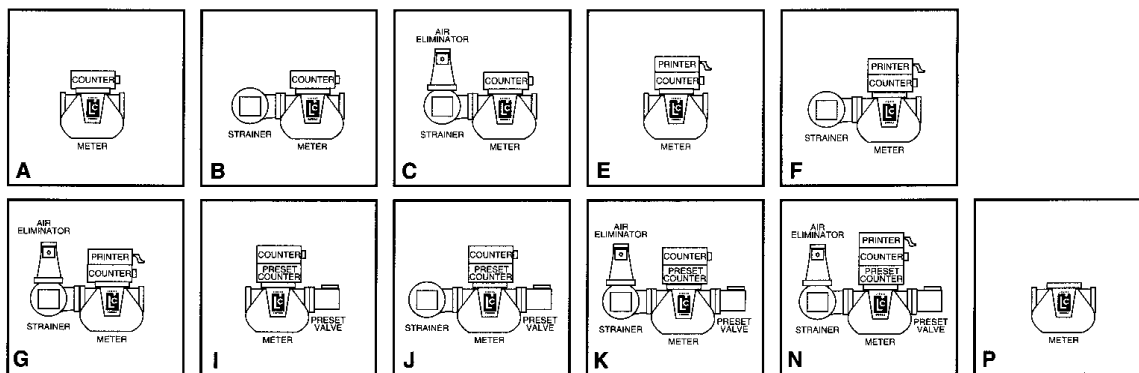 COUNTER
METER
A
COUNTER
STRAINER
METER
B
AIR
ELIMINATOR
COUNTER
STRAINER
METER
C
PRINTER
COUNTER
METER
E
PRINTER
COUNTER
STRAINER
METER
F
AIR
ELIMINATOR
PRINTER
COUNTER
STRAINER
METER
G
COUNTER
PRESET
COUNTER
PRESET
VALVE
METER
I
COUNTER
PRESET
COUNTER
STRAINER
PRESET
VALVE
METER
J
AIR
ELIMINATOR
COUNTER
PRESET
COUNTER
STRAINER
PRESET
VALVE
METER
K
AIR
ELIMINATOR
PRINTER
COUNTER
PRESET
COUNTER
STRAINER
PRESET
VALVE
METER
N
METER
P